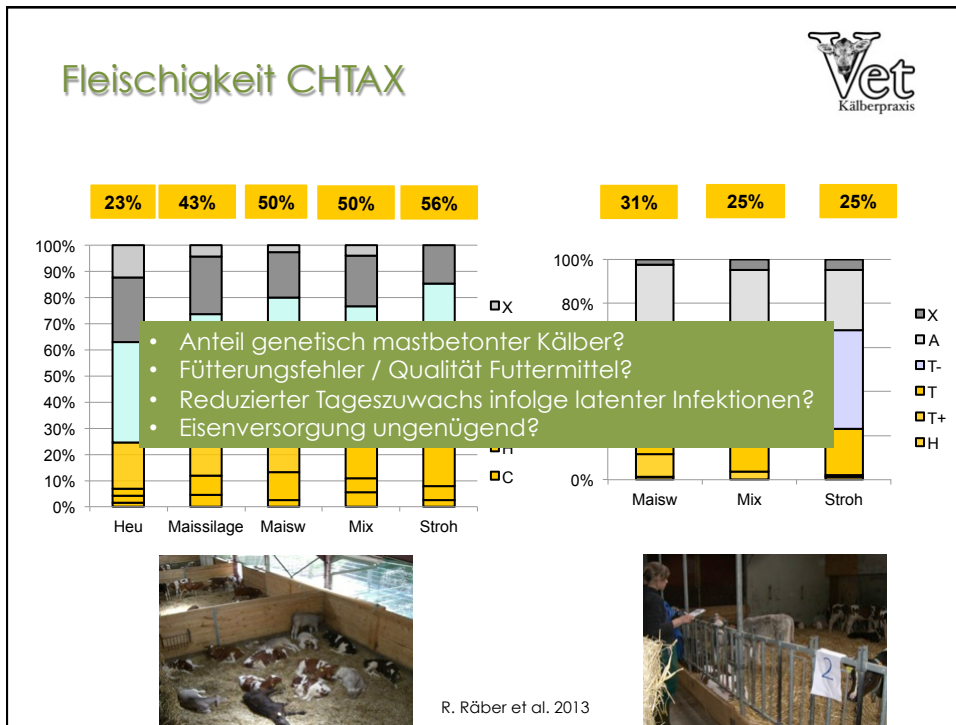 Fleischigkeit CHTAX
Vet
Kälberpraxis
23% 43% 50% 50% 56%
31% 25% 25%
100%
90%
80%
70%
60%
50%
40%
30%
20%
10%
0%
Heu Maissilage Maisw Mix Stroh
X
H
C
• Anteil genetisch mastbetonter Kälber?
• Fütterungsfehler / Qualität Futtermittel?
• Reduzierter Tageszuwachs infolge latenter Infektionen?
• Eisenversorgung ungenügend?
100%
80%
0%
Maisw Mix Stroh
X
A
T-
T
T+
H
2
R. Räber et al. 2013